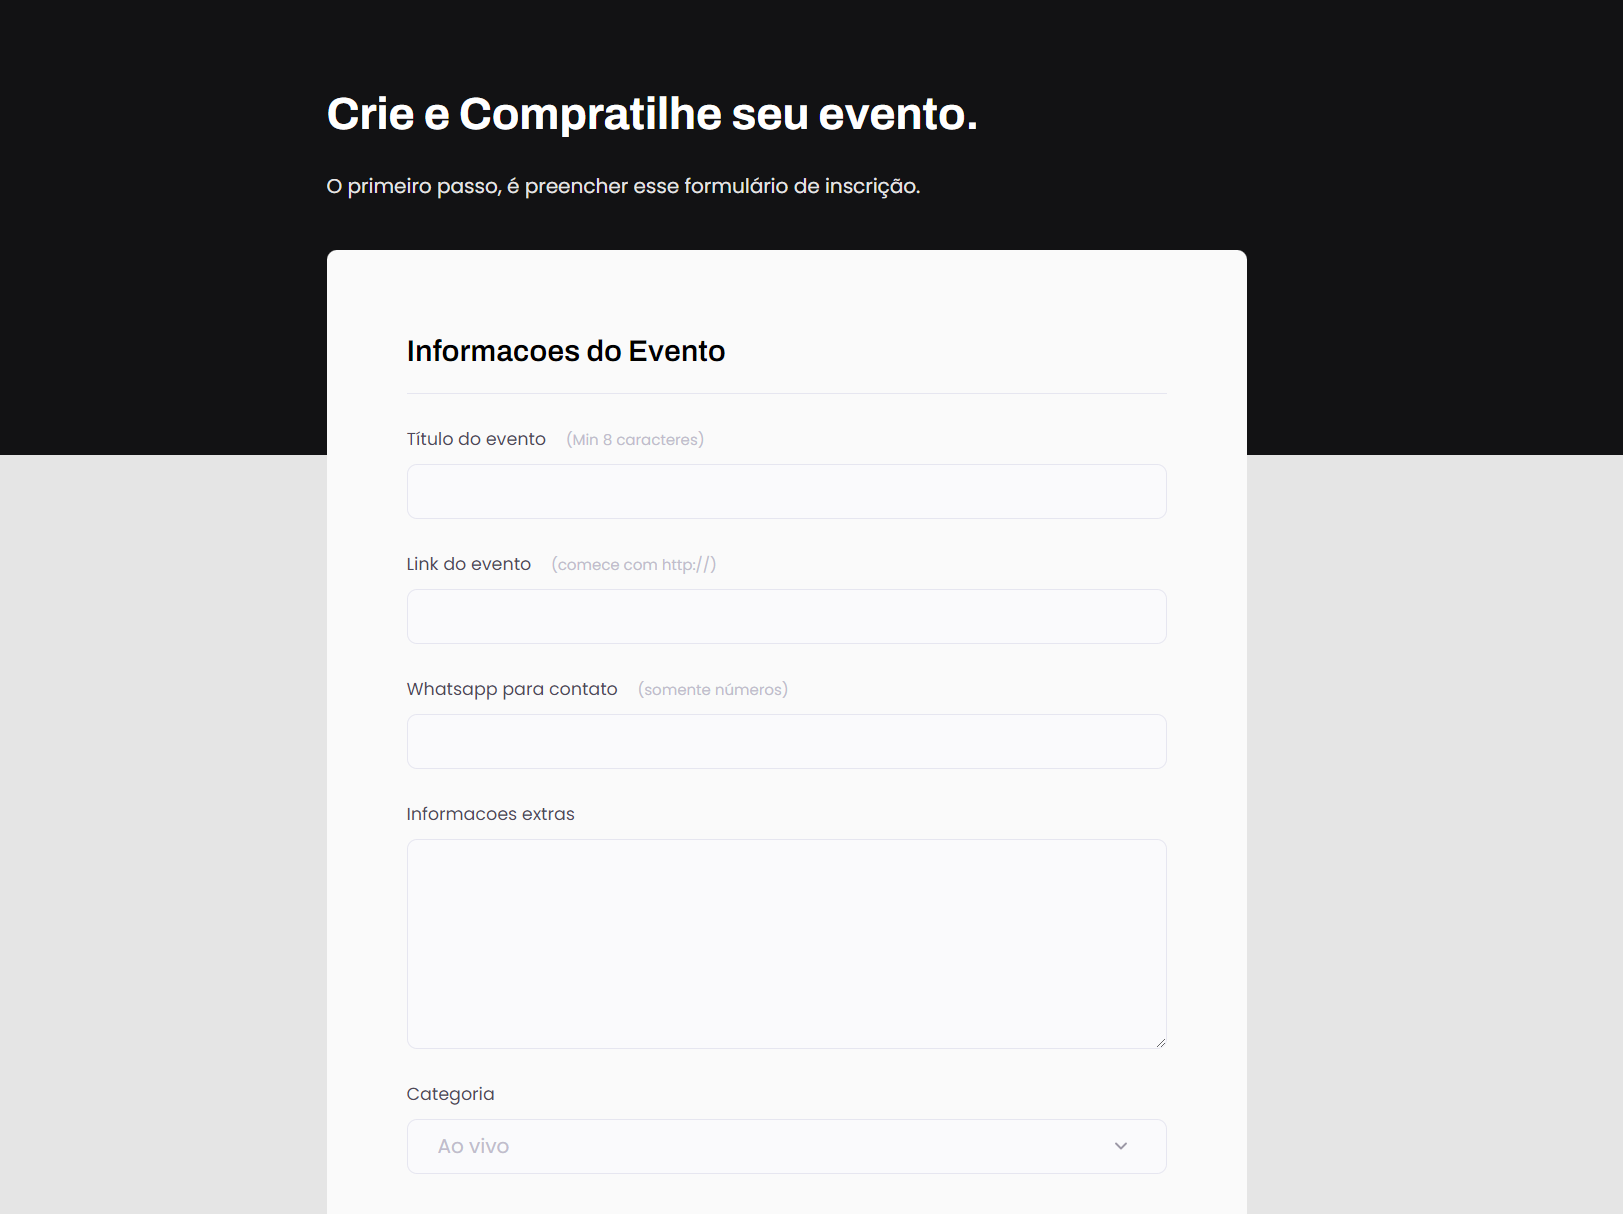 Crie e Compratilhe seu evento.
O primeiro passo, é preencher esse formulário de inscrição.
Informacoes do Evento
Título do evento (Min 8 caracteres)
Link do evento (comece com http://)
Whatsapp para contato (somente números)
Informacoes extras
Categoria
Ao vivo